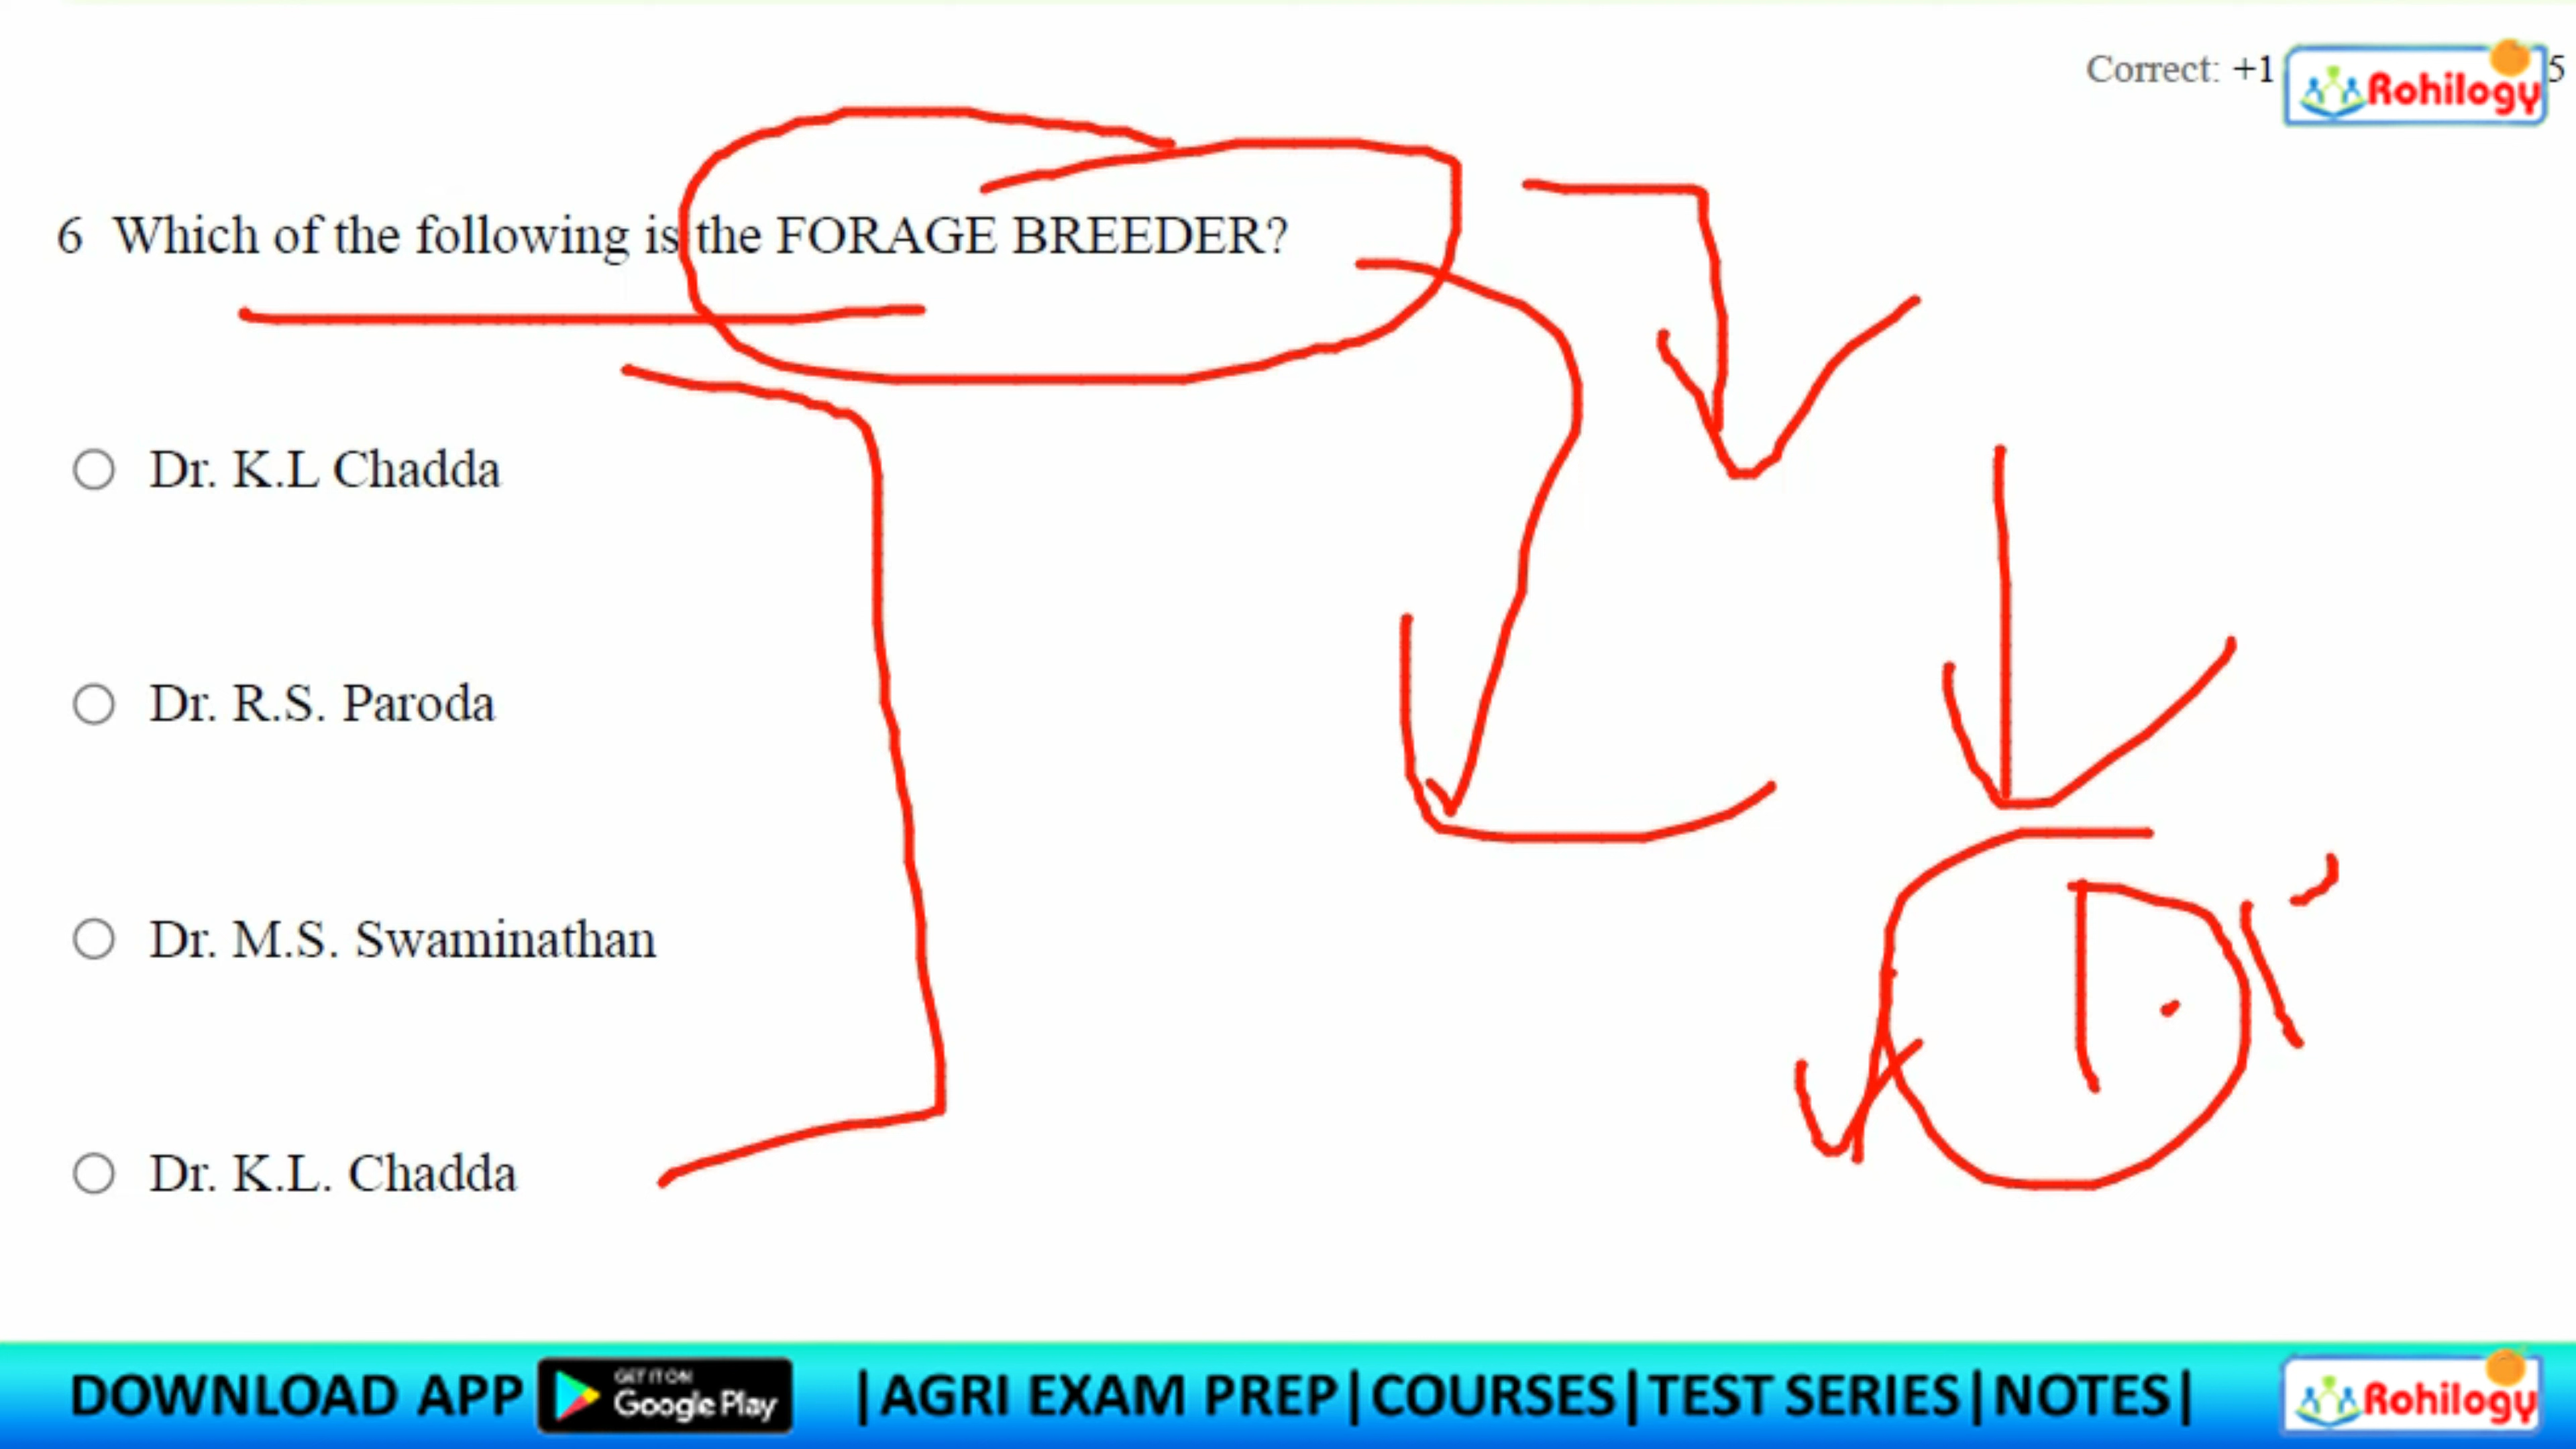 Correct: +1
5
Rohilogy
6 Which of the following is the FORAGE BREEDER?
Dr. K.L Chadda
Dr. R.S. Paroda
Dr. M.S. Swaminathan
Dr. K.L. Chadda
DOWNLOAD APP GET IT ON Google Play |AGRI EXAM PREP|COURSES|TEST SERIES|NOTES| Rohilogy